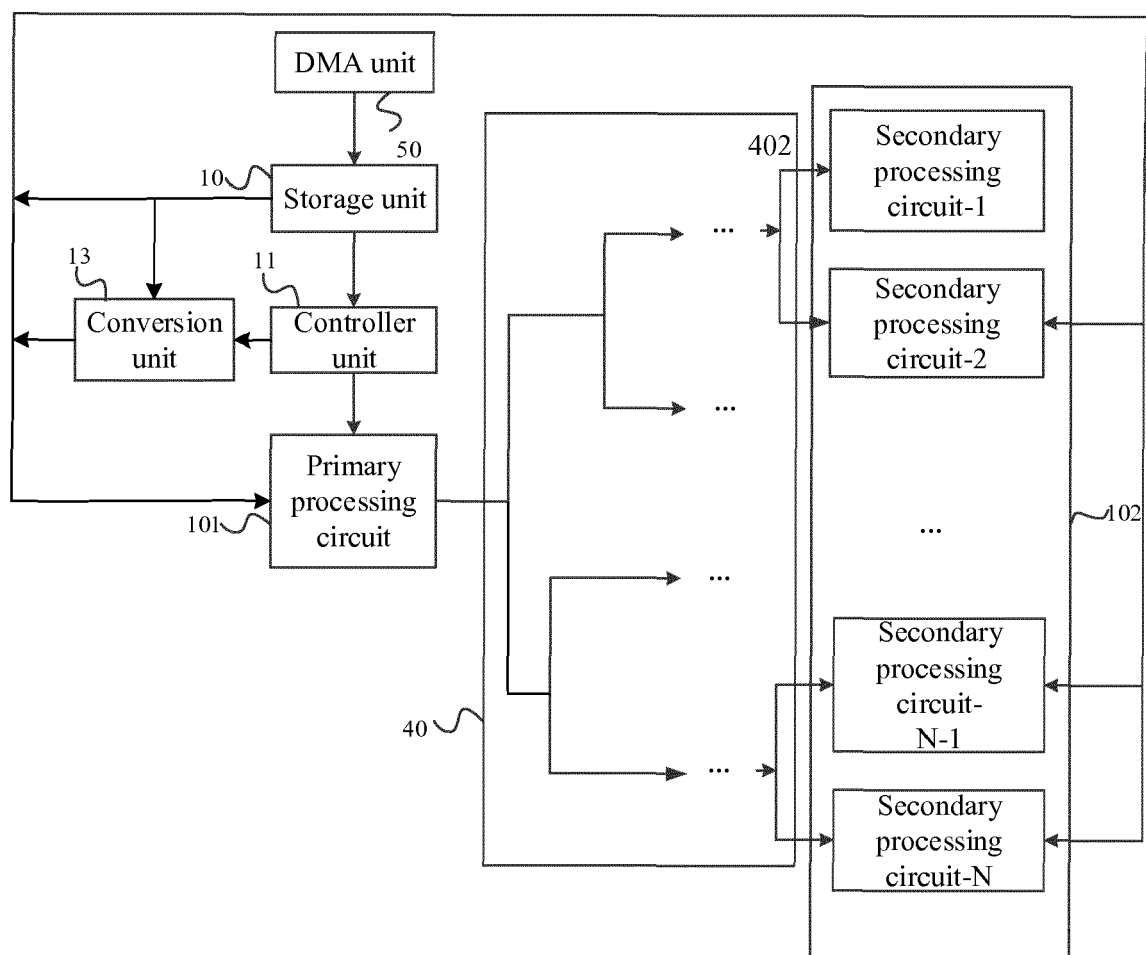 DMA unit
50
10
Storage unit
13
Conversion
unit
11
Controller
unit
Primary
processing
circuit
101
40
...
...
...
...
402
Secondary
processing
circuit-1
Secondary
processing
circuit-2
...
102
Secondary
processing
circuit-
N-1
Secondary
processing
circuit-N